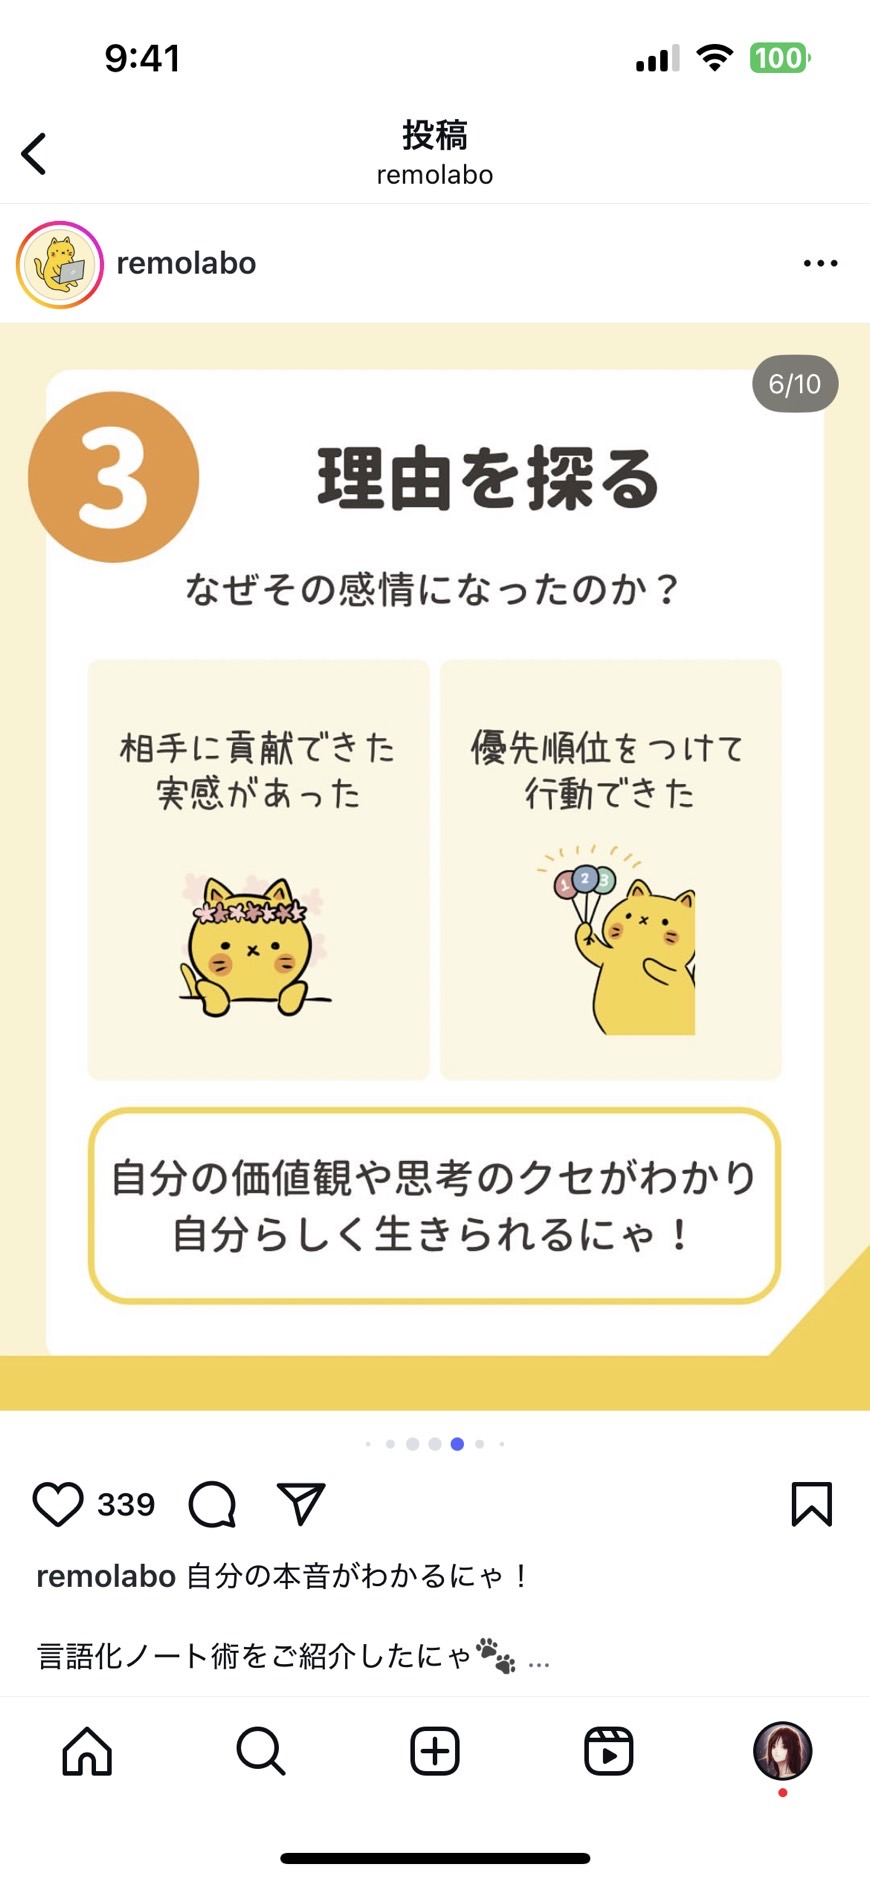 9:41
100
投稿
remolabo
remolabo
6/10
3
理由を探る
なぜその感情になったのか？
相手に貢献できた
実感があった
優先順位をつけて
行動できた
1 2 3
自分の価値観や思考のクセがわかり
自分らしく生きられるにゃ！
339
remolabo 自分の本音がわかるにゃ！
言語化ノート術をご紹介したにゃ🐾 ...